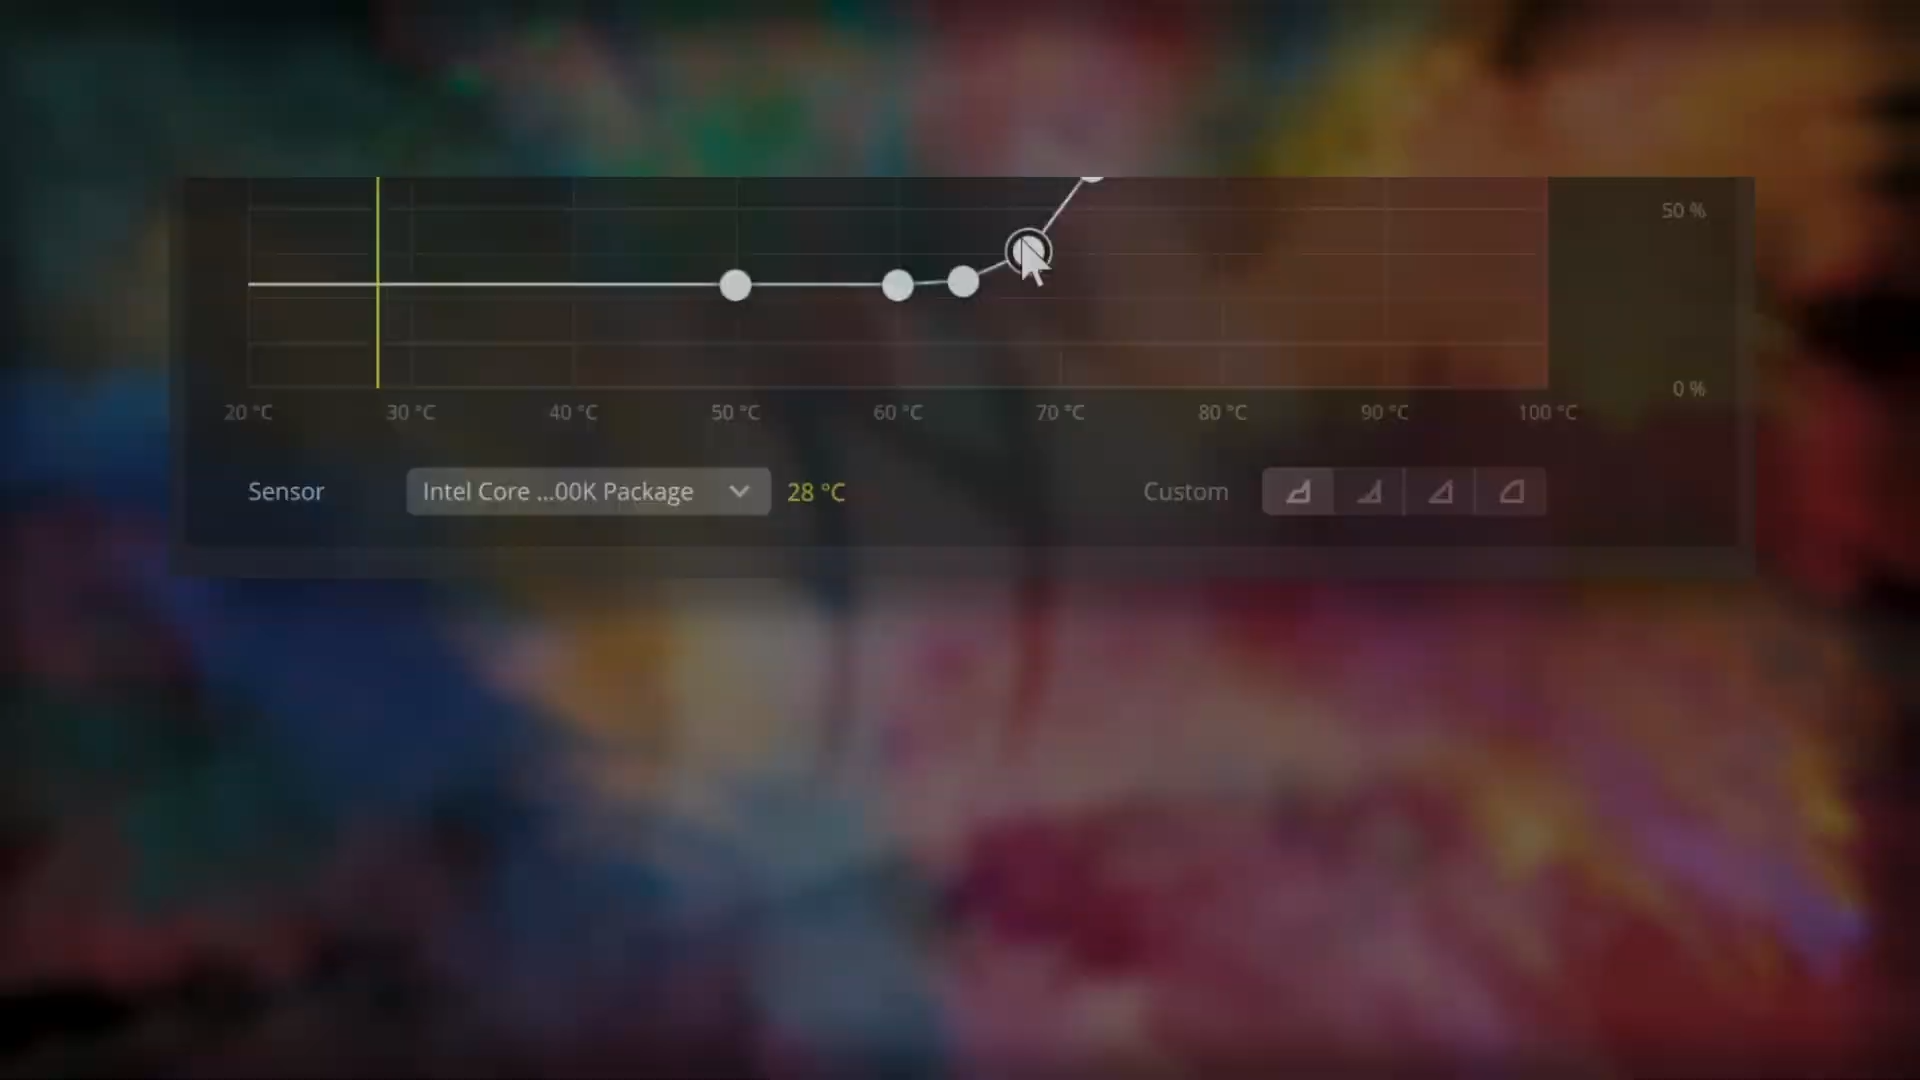 50 %
0 %
20 °C 30 °C 40 °C 50 °C 60 °C 70 °C 80 °C 90 °C 100 °C
Sensor Intel Core ...00K Package 28 °C Custom